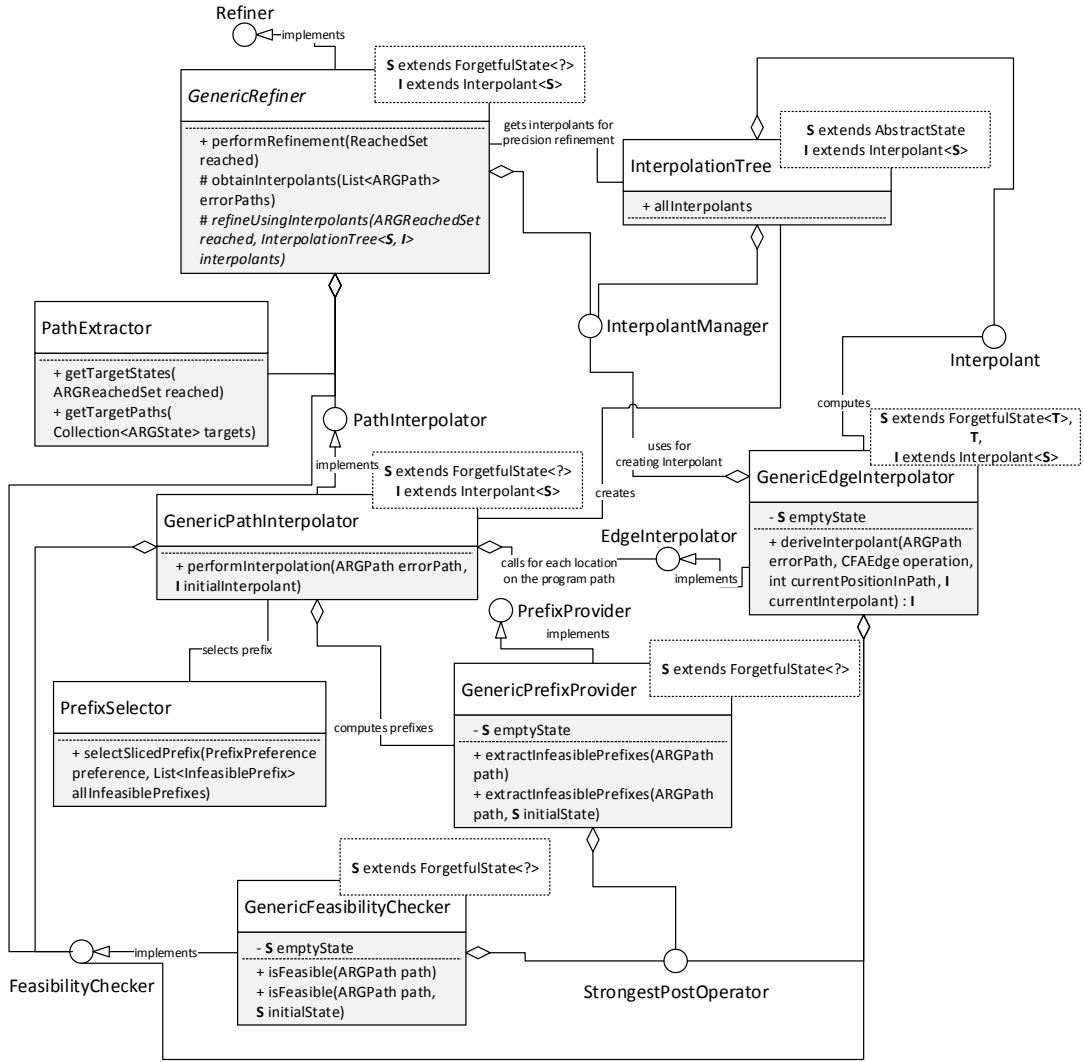 Refiner
implements
S extends ForgetfulState<?>
I extends Interpolant<S>
GenericRefiner
+ performRefinement(ReachedSet
reached)
# obtainInterpolants(List<ARGPath>
errorPaths)
# refineUsingInterpolants(ARGReachedSet
reached, InterpolationTree<S, I>
interpolants)
gets interpolants for
precision refinement
S extends AbstractState
I extends Interpolant<S>
InterpolationTree
+ allInterpolants
PathExtractor
+ getTargetStates(
ARGReachedSet reached)
+ getTargetPaths(
Collection<ARGState> targets)
InterpolantManager
Interpolant
PathInterpolator
implements
computes
S extends ForgetfulState<T>,
T,
I extends Interpolant<S>
GenericEdgeInterpolator
- S emptyState
+ deriveInterpolant(ARGPath
errorPath, CFAEdge operation,
int currentPositionInPath, I
currentInterpolant) : I
uses for
creating Interpolant
S extends ForgetfulState<?>
I extends Interpolant<S>
GenericPathInterpolator
+ performInterpolation(ARGPath errorPath,
I initialInterpolant)
creates
EdgeInterpolator
calls for each location
on the program path
implements
PrefixProvider
implements
selects prefix
S extends ForgetfulState<?>
GenericPrefixProvider
- S emptyState
+ extractInfeasiblePrefixes(ARGPath
path)
+ extractInfeasiblePrefixes(ARGPath
path, S initialState)
PrefixSelector
+ selectSlicedPrefix(PrefixPreference
preference, List<InfeasiblePrefix>
allInfeasiblePrefixes)
computes prefixes
S extends ForgetfulState<?>
GenericFeasibilityChecker
- S emptyState
+ isFeasible(ARGPath path)
+ isFeasible(ARGPath path,
S initialState)
implements
FeasibilityChecker
StrongestPostOperator